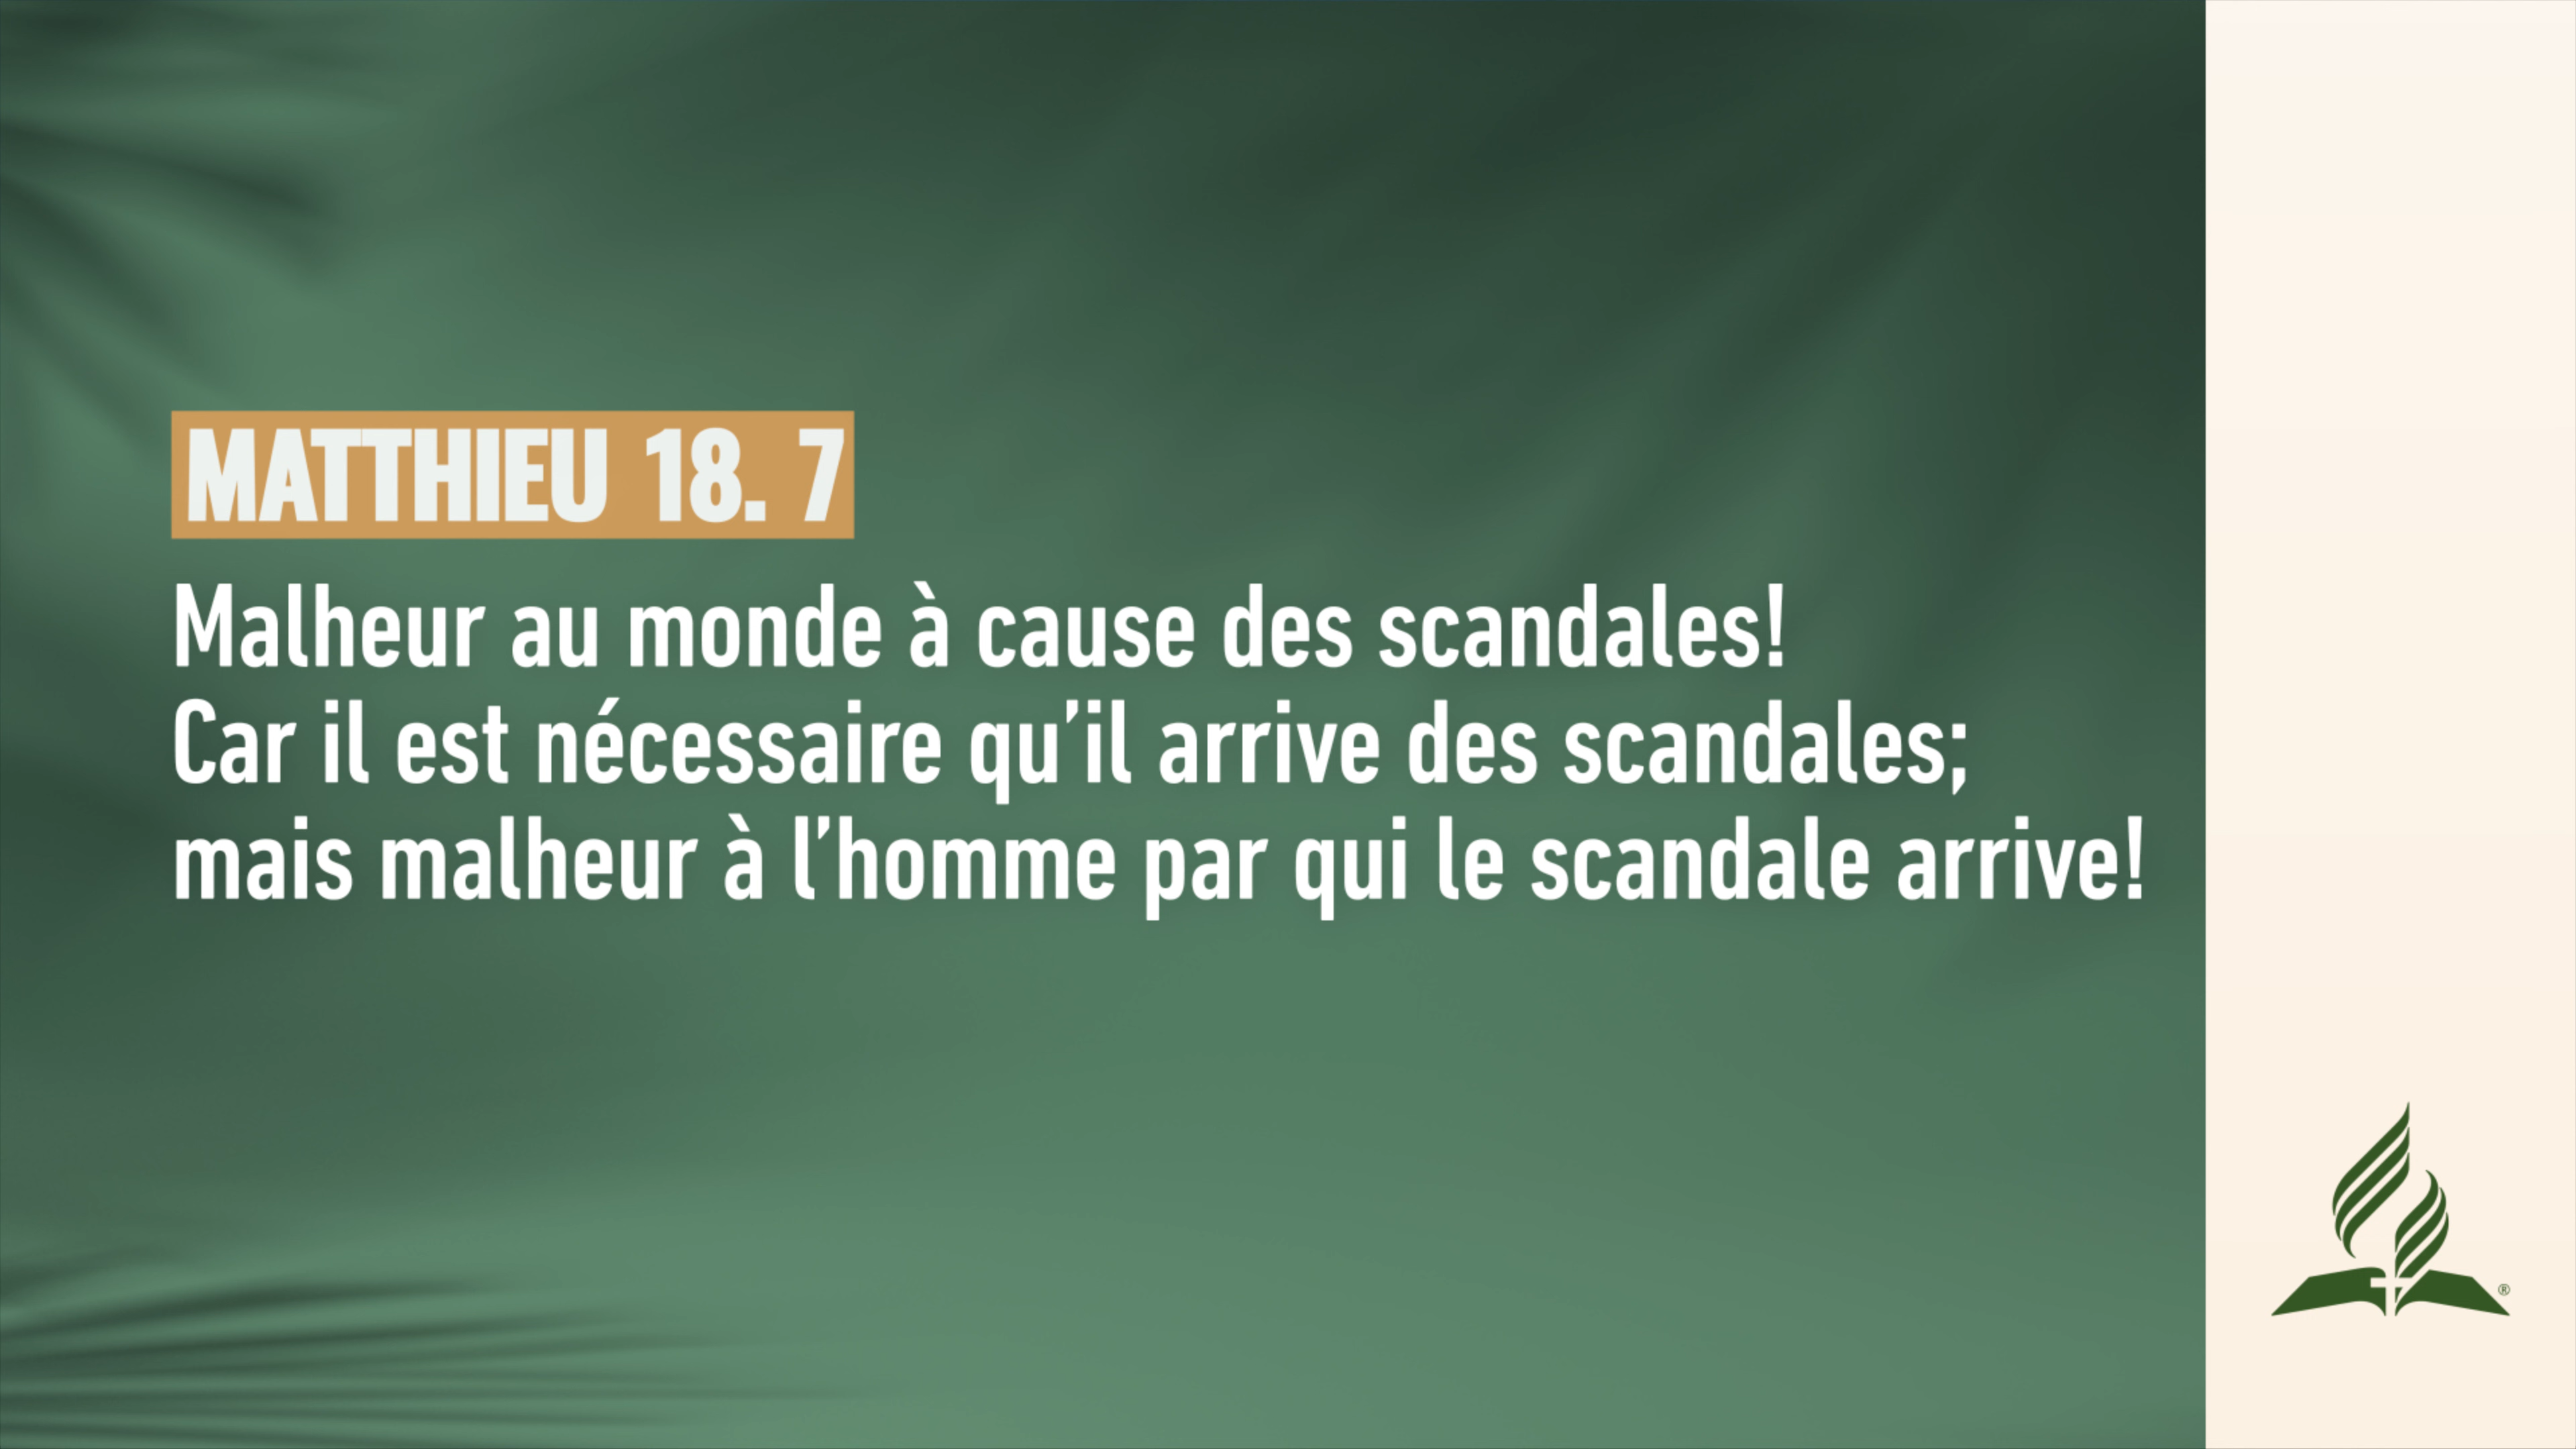 MATTHIEU 18. 7
Malheur au monde à cause des scandales!
Car il est nécessaire qu’il arrive des scandales;
mais malheur à l’homme par qui le scandale arrive!
®